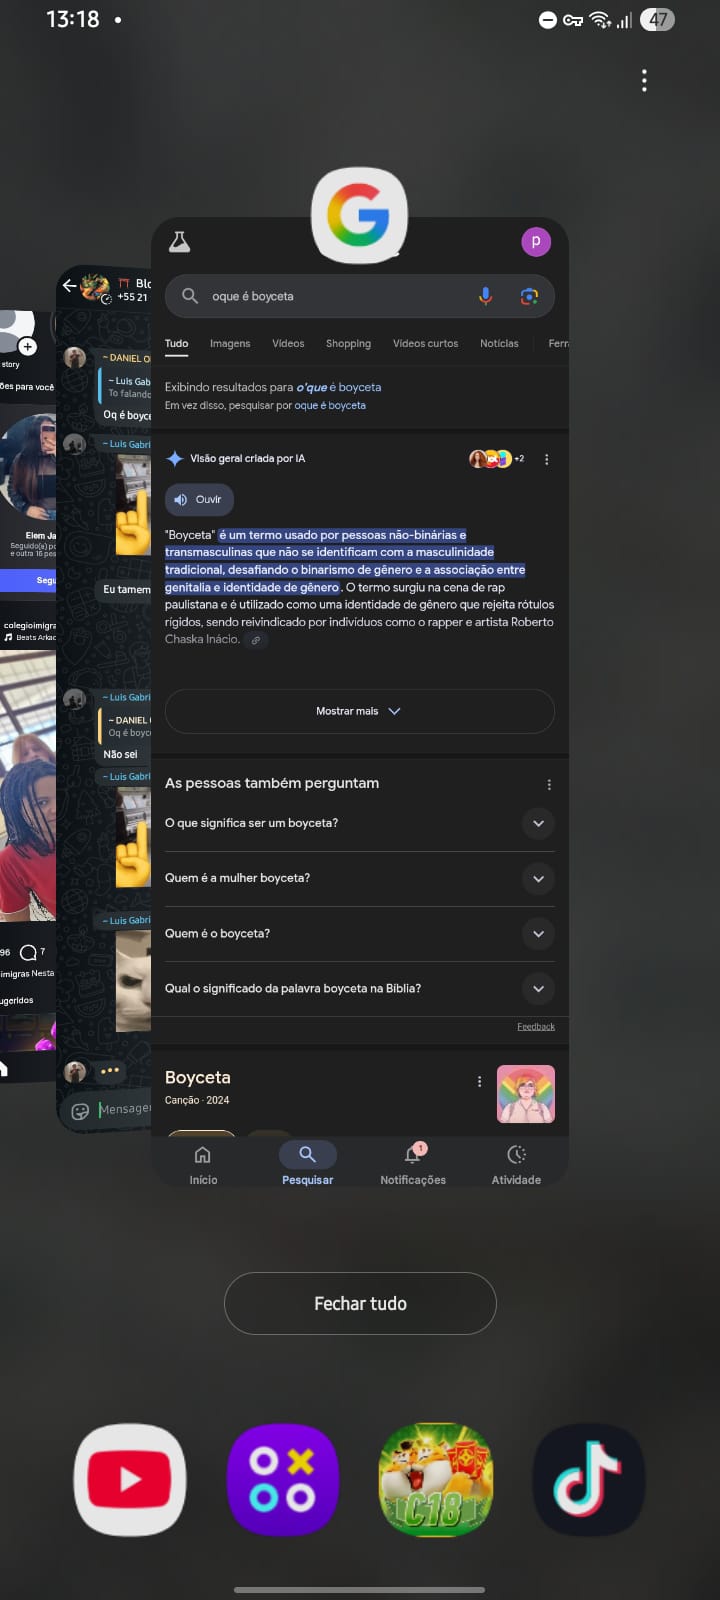 13:18
47
story
ões para você
Elem Ja
Seguido(s) po
e outra 16 pes
Segu
colegioimigra
Beats Arkad
96
7
imigras Nesta
ugeridos
Blo
+55 21
~ DANIEL O
~ Luis Gab
To falando
Oq é boyce
~ Luis Gabri
Eu tamem
~ Luis Gabri
~ DANIEL
Oq é boyce
Não sei
~ Luis Gabri
~ Luis Gabri
Mensagem
p
oque é boyceta
Tudo Imagens Vídeos Shopping Vídeos curtos Notícias Ferra
Exibindo resultados para o'que é boyceta
Em vez disso, pesquisar por oque é boyceta
Visão geral criada por IA
+2
Ouvir
"Boyceta" é um termo usado por pessoas não-binárias e
transmasculinas que não se identificam com a masculinidade
tradicional, desafiando o binarismo de gênero e a associação entre
genitalia e identidade de gênero. O termo surgiu na cena de rap
paulistana e é utilizado como uma identidade de gênero que rejeita rótulos
rígidos, sendo reivindicado por indivíduos como o rapper e artista Roberto
Chaska Inácio.
Mostrar mais
As pessoas também perguntam
O que significa ser um boyceta?
Quem é a mulher boyceta?
Quem é o boyceta?
Qual o significado da palavra boyceta na Bíblia?
Feedback
Boyceta
Canção · 2024
1
Início Pesquisar Notificações Atividade
Fechar tudo
C18